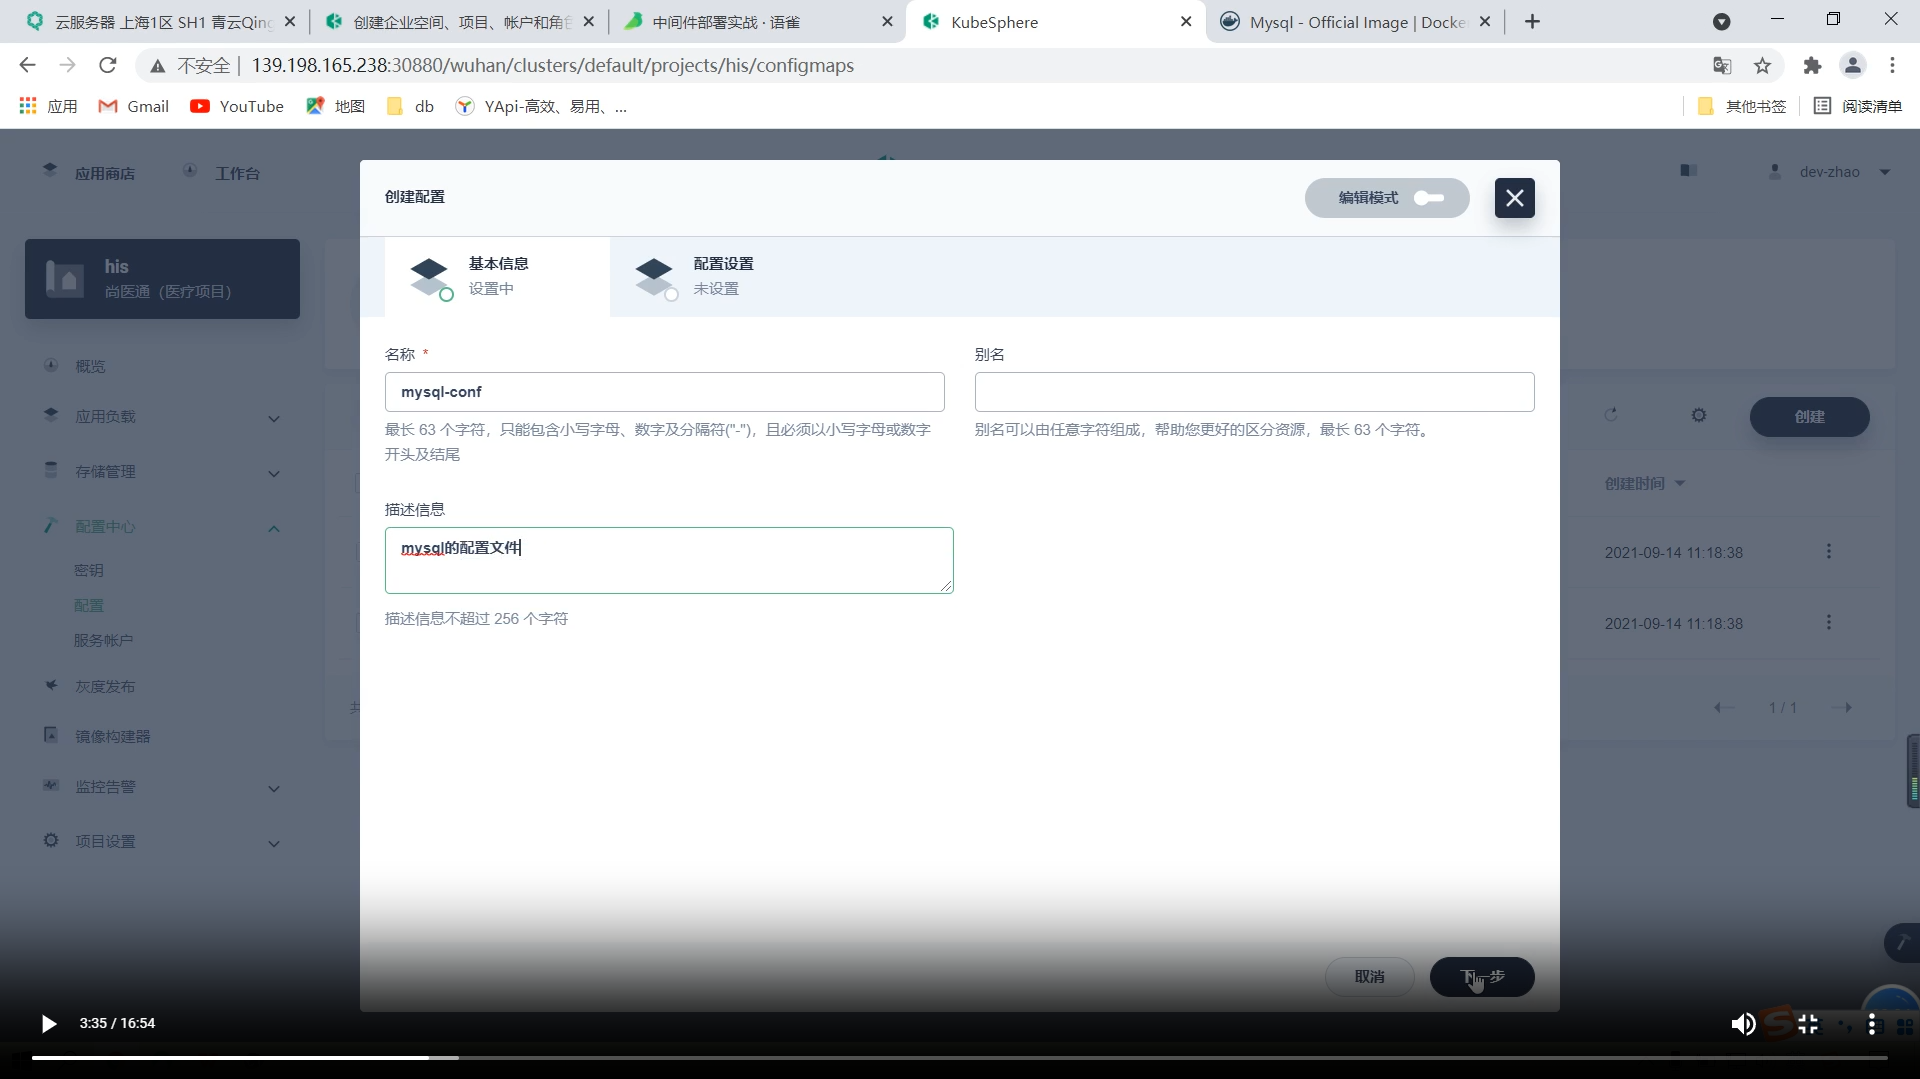 云服务器 上海1区 SH1 青云Qing
创建企业空间、项目、帐户和角色
中间件部署实战 · 语雀
KubeSphere
Mysql - Official Image | Docke
不安全
139.198.165.238:30880/wuhan/clusters/default/projects/his/configmaps
应用
Gmail
YouTube
地图
db
YApi-高效、易用、...
其他书签
阅读清单
应用商店
工作台
dev-zhao
创建配置
编辑模式
his
尚医通（医疗项目）
基本信息
设置中
配置设置
未设置
概览
应用负载
存储管理
配置中心
密钥
配置
服务帐户
灰度发布
镜像构建器
监控告警
项目设置
名称 *
mysql-conf
最长 63 个字符，只能包含小写字母、数字及分隔符("-")，且必须以小写字母或数字
开头及结尾
别名
别名可以由任意字符组成，帮助您更好的区分资源，最长 63 个字符。
描述信息
mysql的配置文件
描述信息不超过 256 个字符
创建
创建时间
2021-09-14 11:18:38
2021-09-14 11:18:38
共
1 / 1
取消
下一步
3:35 / 16:54